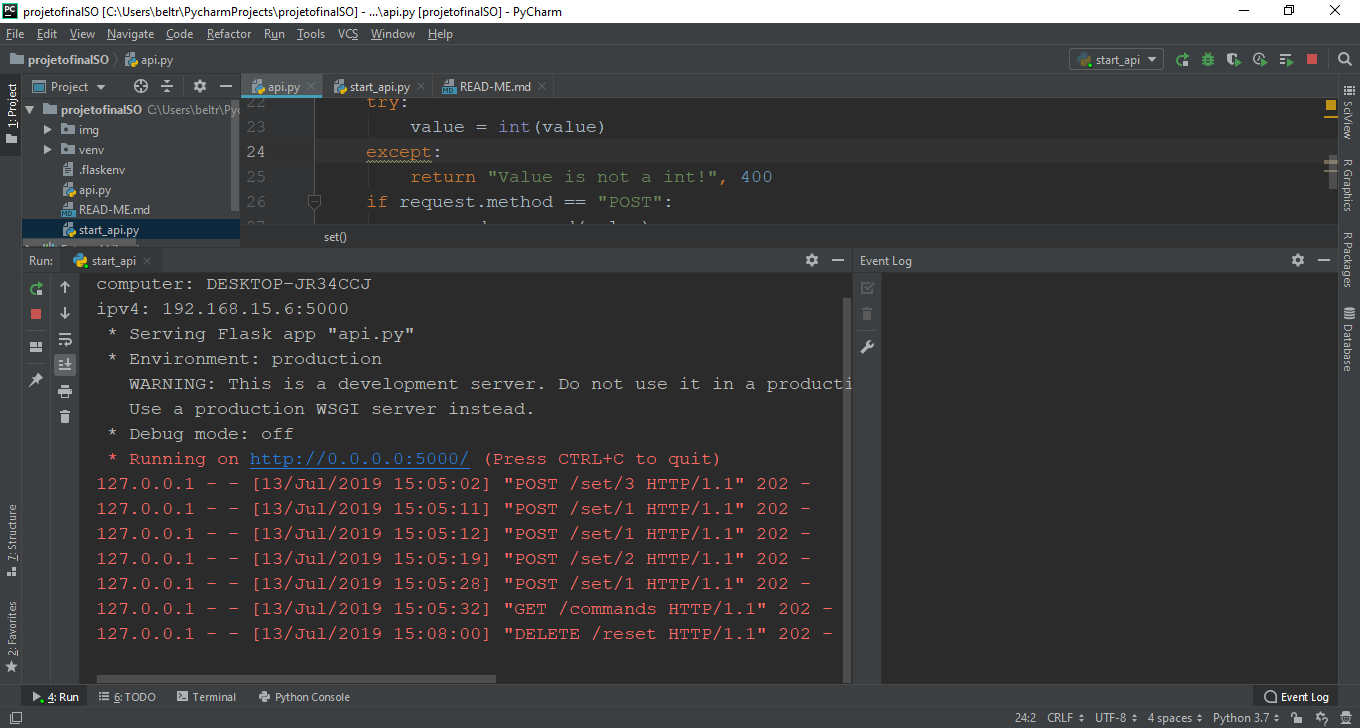 projetofinalSO [C:\Users\beltr\PycharmProjects\projetofinalSO] - ...\api.py [projetofinalSO] - PyCharm
File Edit View Navigate Code Refactor Run Tools VCS Window Help
projetofinalSO api.py start_api
1: Project
Project
api.py start_api.py READ-ME.md
projetofinalSO C:\Users\beltr\Pyc
img
venv
.flaskenv
api.py
READ-ME.md
start_api.py
22 try:
23 value = int(value)
24 except:
25 return "Value is not a int!", 400
26 if request.method == "POST":
set()
SciView
R Graphics
R Packages
Database
Run: start_api
Event Log
computer: DESKTOP-JR34CCJ
ipv4: 192.168.15.6:5000
* Serving Flask app "api.py"
* Environment: production
WARNING: This is a development server. Do not use it in a producti
Use a production WSGI server instead.
* Debug mode: off
* Running on http://0.0.0.0:5000/ (Press CTRL+C to quit)
127.0.0.1 - - [13/Jul/2019 15:05:02] "POST /set/3 HTTP/1.1" 202 -
127.0.0.1 - - [13/Jul/2019 15:05:11] "POST /set/1 HTTP/1.1" 202 -
127.0.0.1 - - [13/Jul/2019 15:05:12] "POST /set/1 HTTP/1.1" 202 -
127.0.0.1 - - [13/Jul/2019 15:05:19] "POST /set/2 HTTP/1.1" 202 -
127.0.0.1 - - [13/Jul/2019 15:05:28] "POST /set/1 HTTP/1.1" 202 -
127.0.0.1 - - [13/Jul/2019 15:05:32] "GET /commands HTTP/1.1" 202 -
127.0.0.1 - - [13/Jul/2019 15:08:00] "DELETE /reset HTTP/1.1" 202 -
7: Structure
2: Favorites
4: Run 6: TODO Terminal Python Console Event Log
24:2 CRLF UTF-8 4 spaces Python 3.7